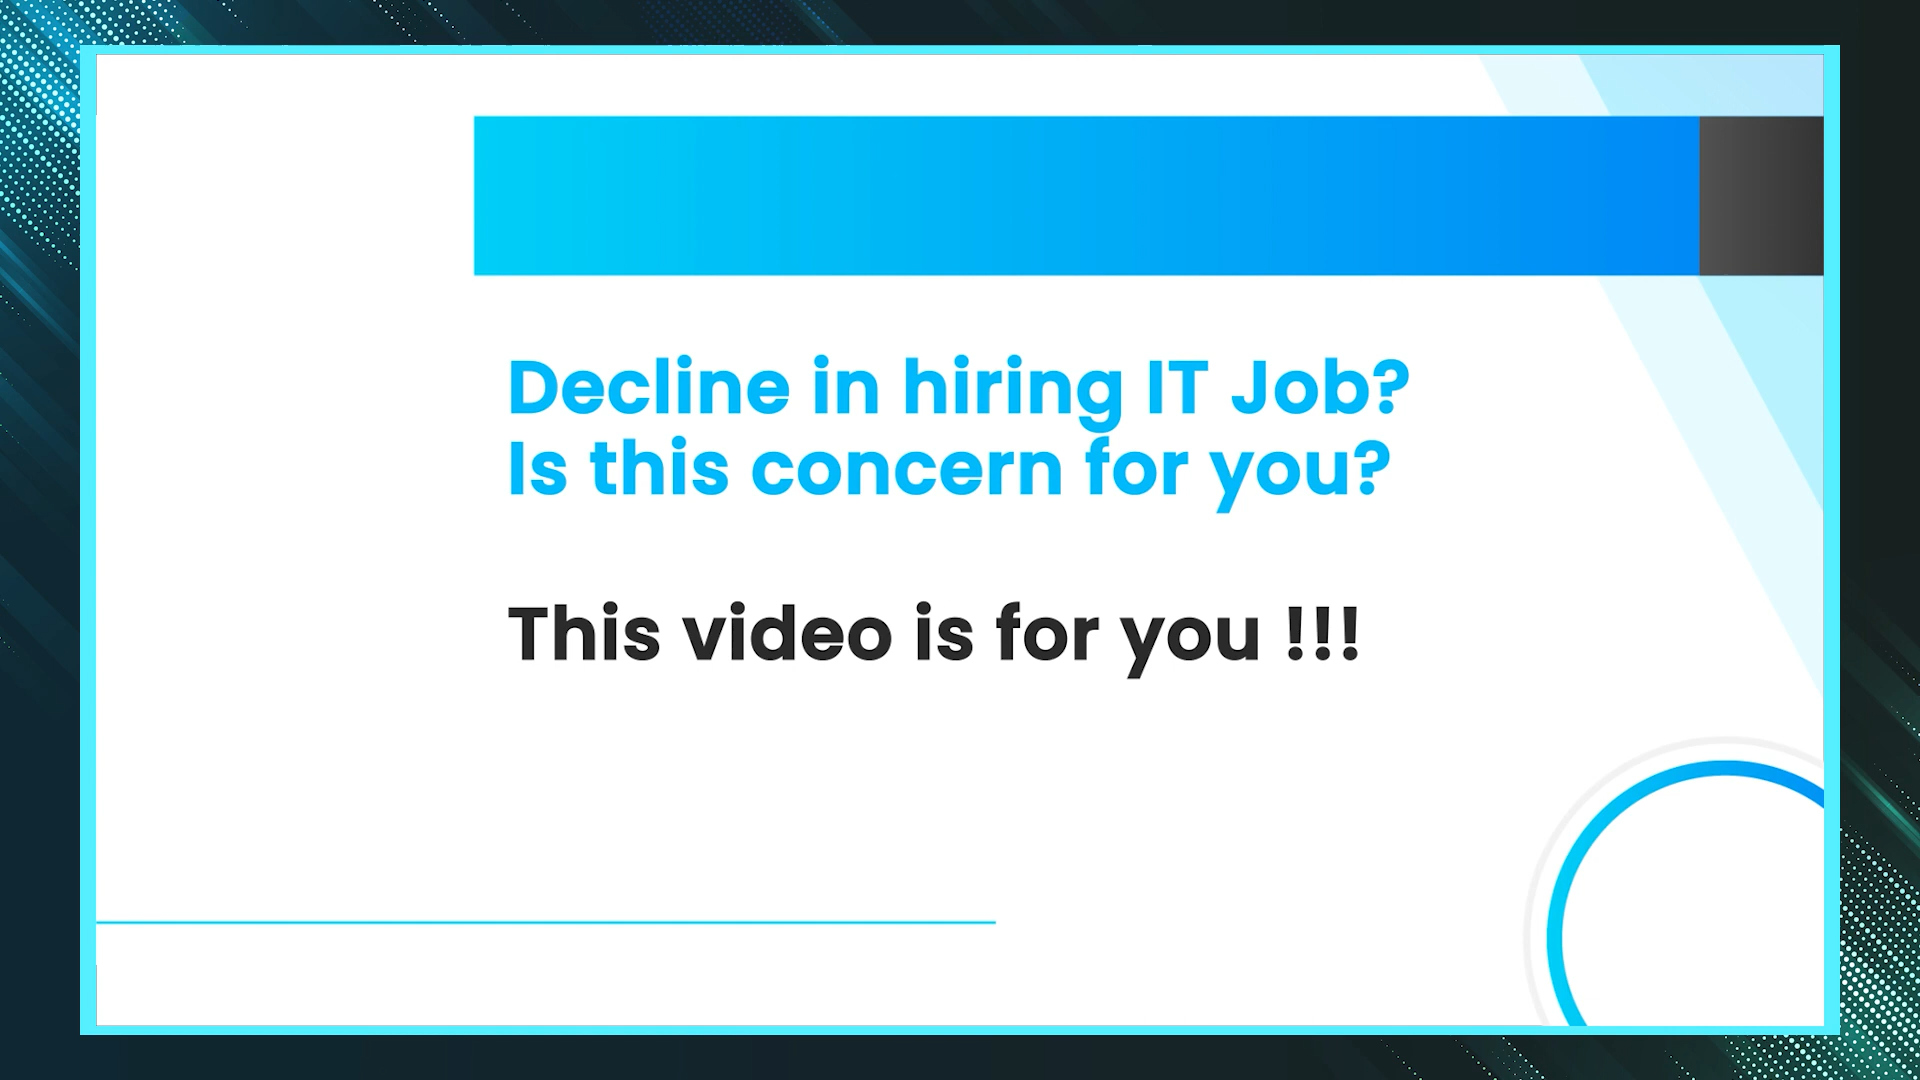 Decline in hiring IT Job?
Is this concern for you?
This video is for you !!!